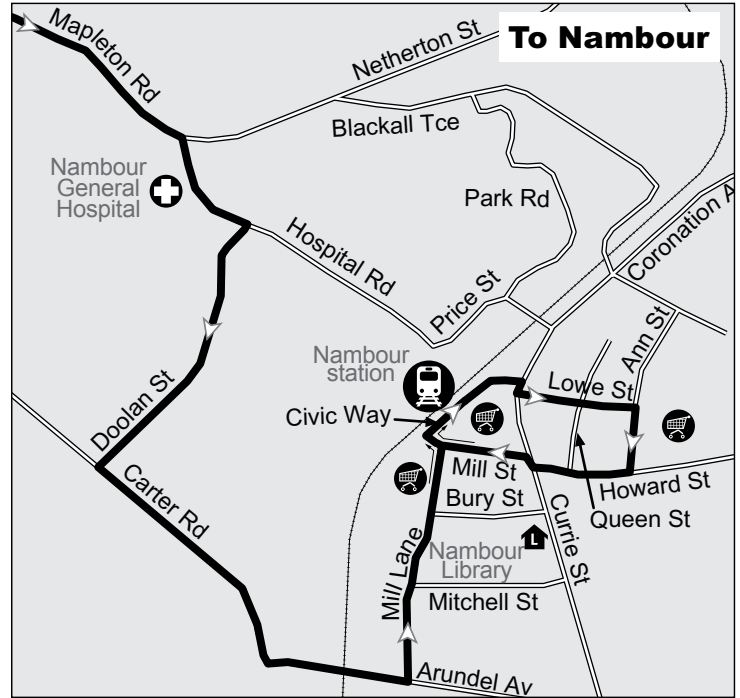 To Nambour
Mapleton Rd
Netherton St
Blackall Tce
Nambour
General
Hospital
Park Rd
Coronation A
Hospital Rd
Price St
Ann St
Nambour
station
Lowe St
Civic Way
Doolan St
Mill St
Howard St
Carter Rd
Bury St
Queen St
Currie St
Mill Lane
L
Nambour
Library
Mitchell St
Arundel Av